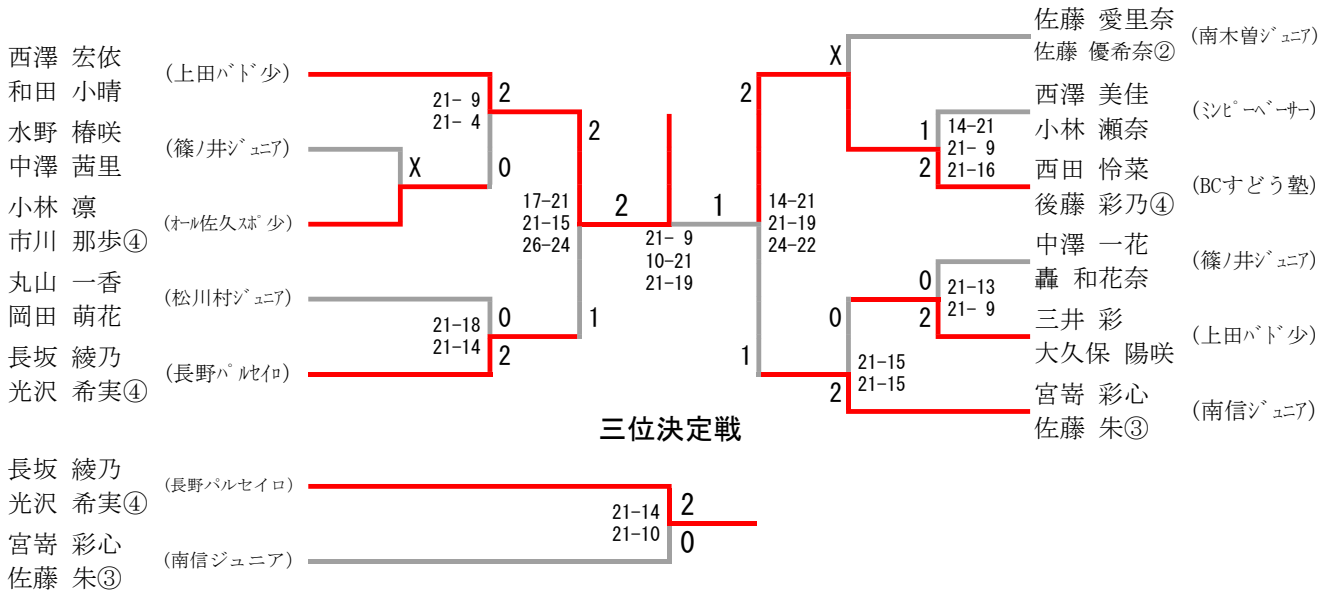 西澤 宏依
和田 小晴
(上田バド少)
水野 椿咲
中澤 茜里
(篠ノ井ジュニア)
小林 凛
市川 那歩④
(オール佐久スポ少)
丸山 一香
岡田 萌花
(松川村ジュニア)
長坂 綾乃
光沢 希実④
(長野パルセイロ)
21- 9
21- 4
2
0
X
21-18
21-14
0
2
17-21
21-15
26-24
2
1
2
1
21- 9
10-21
21-19
14-21
21-19
24-22
2
1
X
1
2
14-21
21- 9
21-16
0
2
21-13
21- 9
0
2
21-15
21-15
佐藤 愛里奈
佐藤 優希奈②
(南木曽ジュニア)
西澤 美佳
小林 瀬奈
(ミンピーベーサー)
西田 怜菜
後藤 彩乃④
(BCすどう塾)
中澤 一花
轟 和花奈
(篠ノ井ジュニア)
三井 彩
大久保 陽咲
(上田バド少)
宮嵜 彩心
佐藤 朱③
(南信ジュニア)
三位決定戦
長坂 綾乃
光沢 希実④
(長野パルセイロ)
宮嵜 彩心
佐藤 朱③
(南信ジュニア)
21-14
21-10
2
0